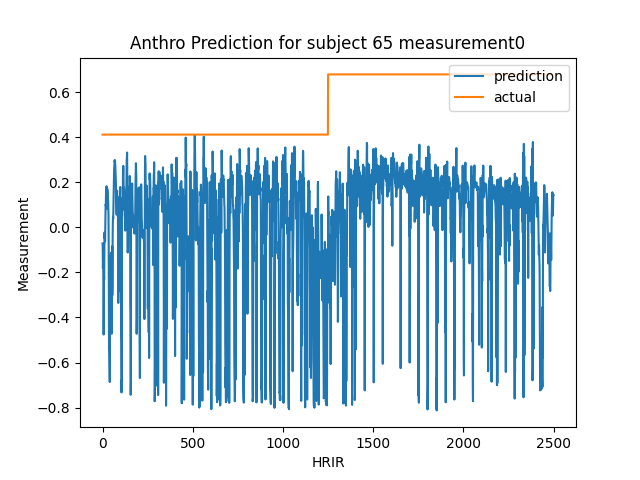 Anthro Prediction for subject 65 measurement0
prediction
actual
Measurement
0.6
0.4
0.2
0.0
−0.2
−0.4
−0.6
−0.8
0
500
1000
1500
2000
2500
HRIR